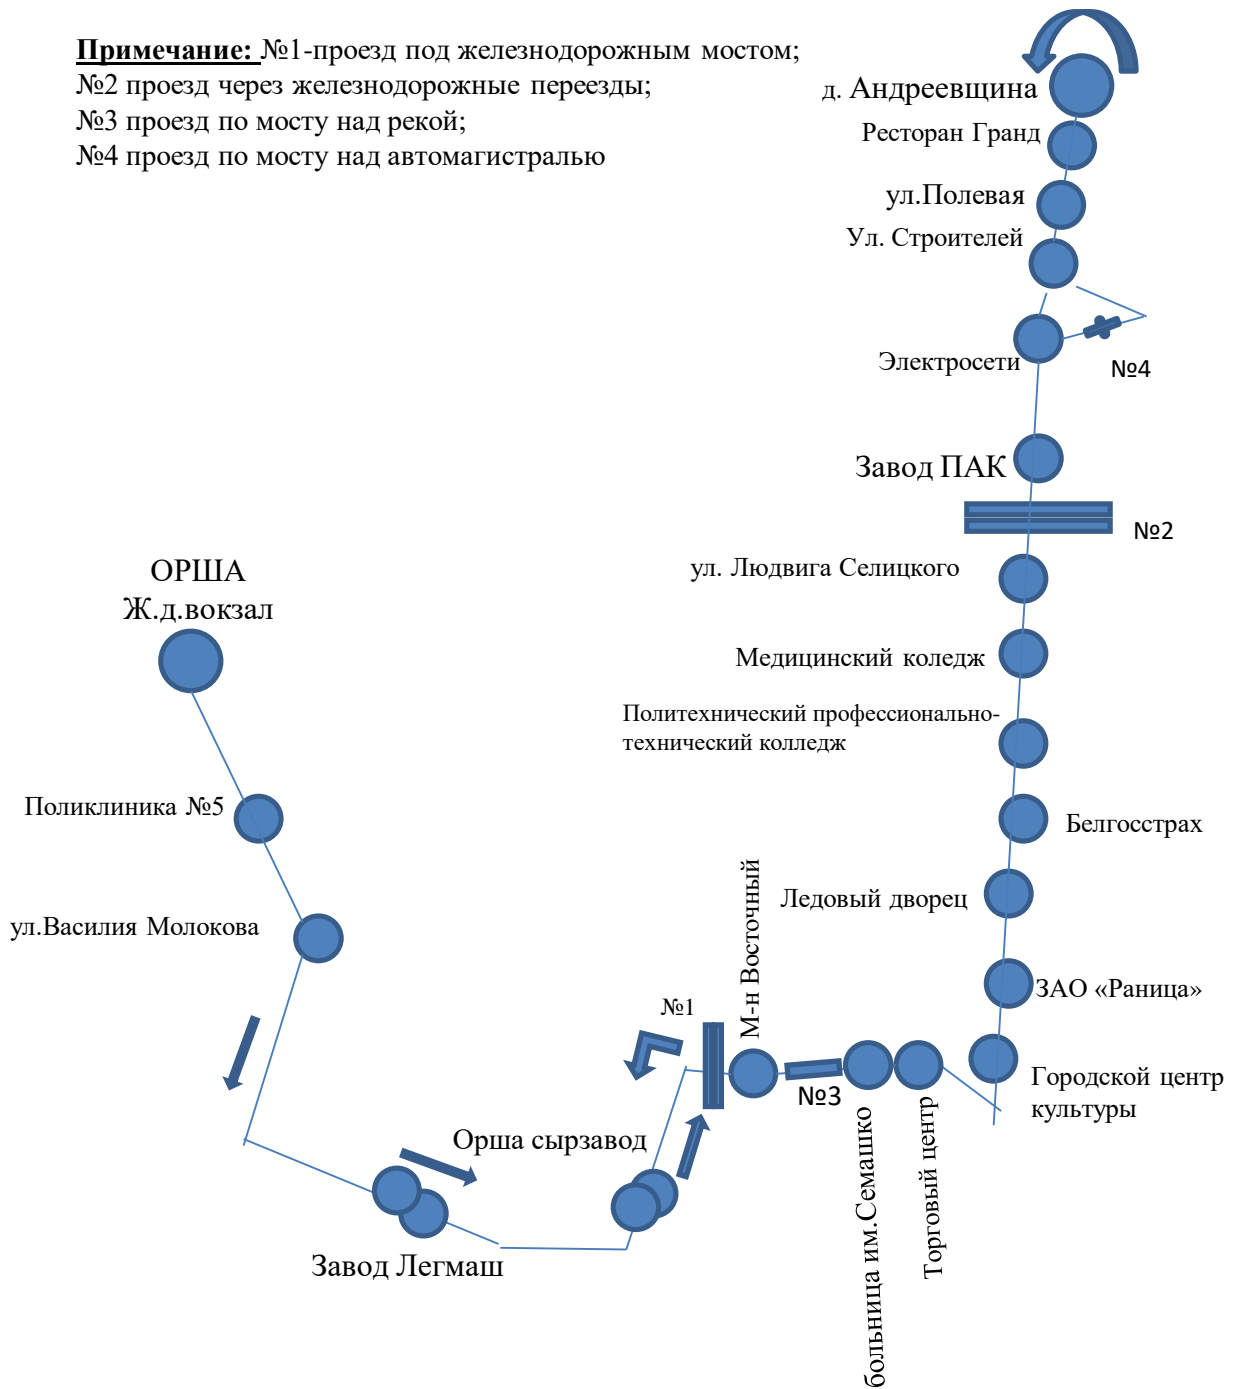 Примечание: №1-проезд под железнодорожным мостом;
№2 проезд через железнодорожные переезды;
№3 проезд по мосту над рекой;
№4 проезд по мосту над автомагистралью
д. Андреевщина
Ресторан Гранд
ул.Полевая
Ул. Строителей
Электросети
№4
Завод ПАК
№2
ул. Людвига Селицкого
ОРША
Ж.д.вокзал
Медицинский коледж
Политехнический профессионально-
технический колледж
Поликлиника №5
Белгосстрах
ул.Василия Молокова
Ледовый дворец
М-н Восточный
ЗАО «Раница»
№1
№3
Городской центр
культуры
Орша сырзавод
Завод Легмаш
больница им.Семашко
Торговый центр